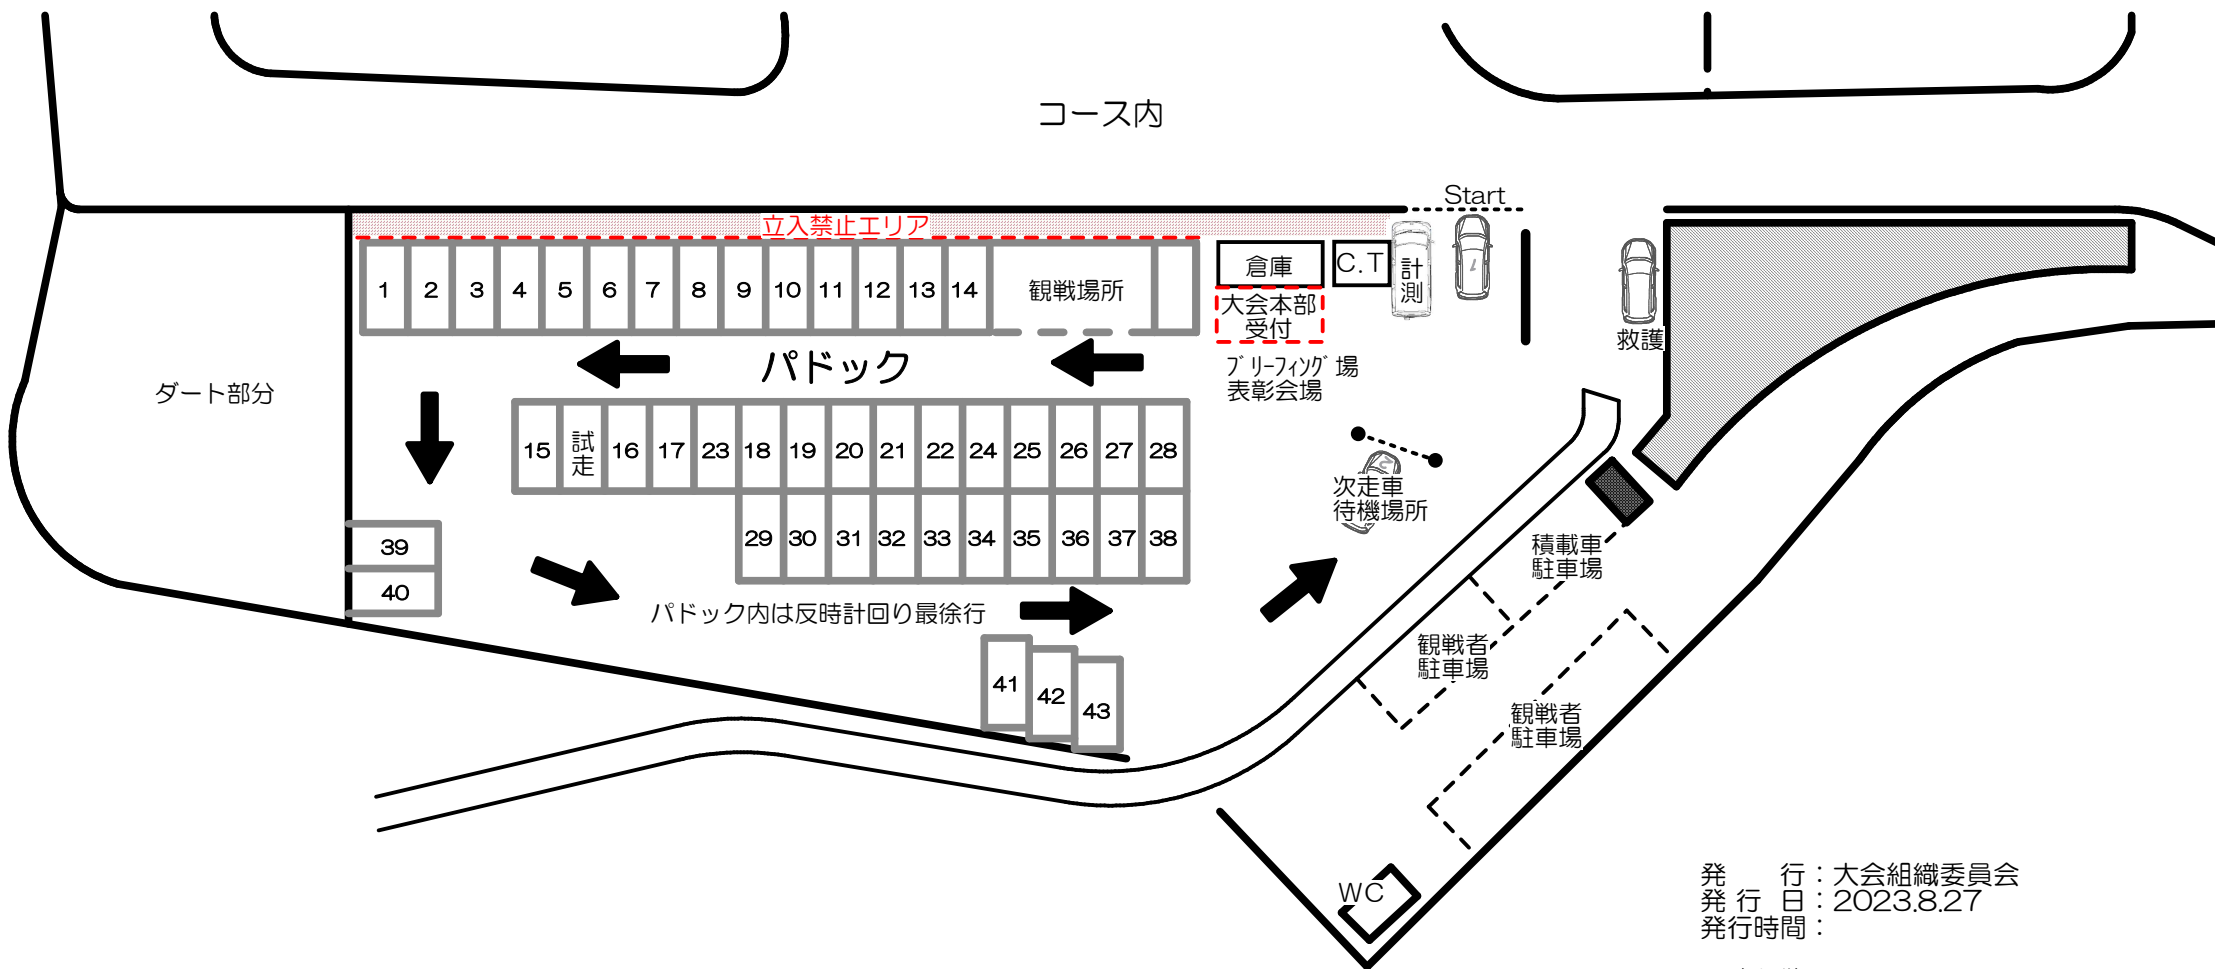 コース内
Start
立入禁止エリア
1 2 3 4 5 6 7 8 9 10 11 12 13 14 観戦場所
倉庫
C.T
計測
1
大会本部
受付
救護
パドック
ブリーフィング場
表彰会場
ダート部分
15 試走 16 17 23 18 19 20 21 22 24 25 26 27 28
2
次走車
待機場所
29 30 31 32 33 34 35 36 37 38
39
40
積載車
駐車場
パドック内は反時計回り最徐行
観戦者
駐車場
41 42 43
観戦者
駐車場
WC
発　　行：大会組織委員会
発 行 日：2023.8.27
発行時間：